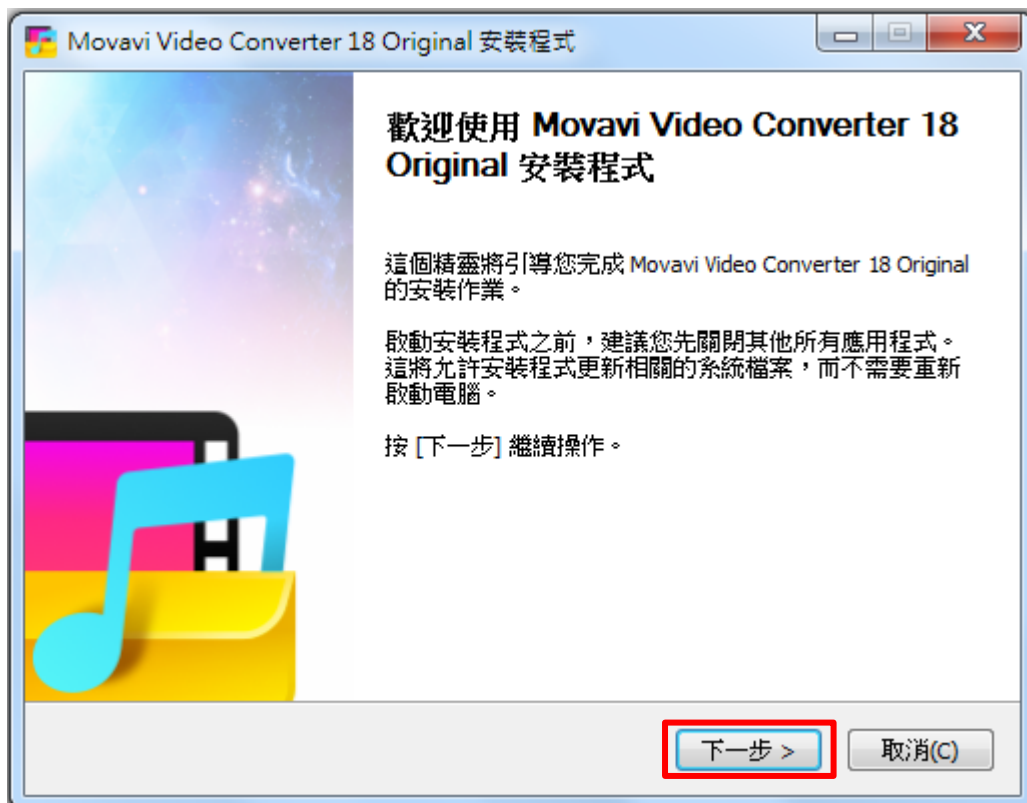 Movavi Video Converter 18 Original 安裝程式
歡迎使用 Movavi Video Converter 18
Original 安裝程式
這個精靈將引導您完成 Movavi Video Converter 18 Original
的安裝作業。
啟動安裝程式之前，建議您先關閉其他所有應用程式。
這將允許安裝程式更新相關的系統檔案，而不需要重新
啟動電腦。
按 [下一步] 繼續操作。
下一步 >
取消(C)